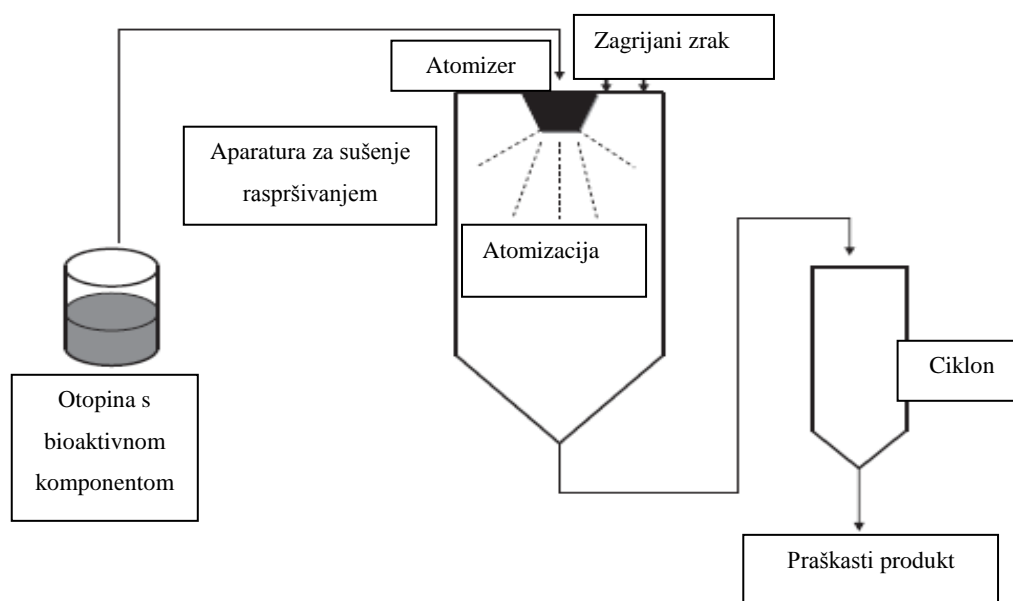 Zagrijani zrak
Atomizer
Aparatura za sušenje
raspršivanjem
Atomizacija
Ciklon
Otopina s
bioaktivnom
komponentom
Praškasti produkt